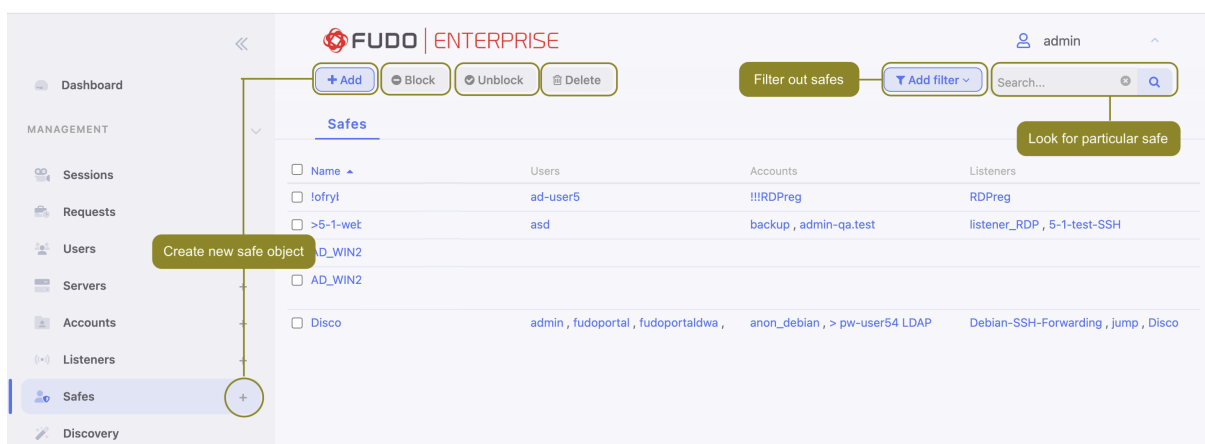 FUDO ENTERPRISE
admin
+ Add
Block
Unblock
Delete
Filter out safes
Add filter
Search...
Look for particular safe
Dashboard
MANAGEMENT
Sessions
Requests
Users
Servers
Accounts
Listeners
Safes
Discovery
Create new safe object
Safes
Name Users Accounts Listeners
ad-user5 !!!RDPreg RDPreg
>5-1-web asd backup , admin-qa.test listener_RDP , 5-1-test-SSH
AD_WIN2
AD_WIN2
Disco admin , fudoportal , fudoportaldwa , anon_debian , > pw-user54 LDAP Debian-SSH-Forwarding , jump , Disco